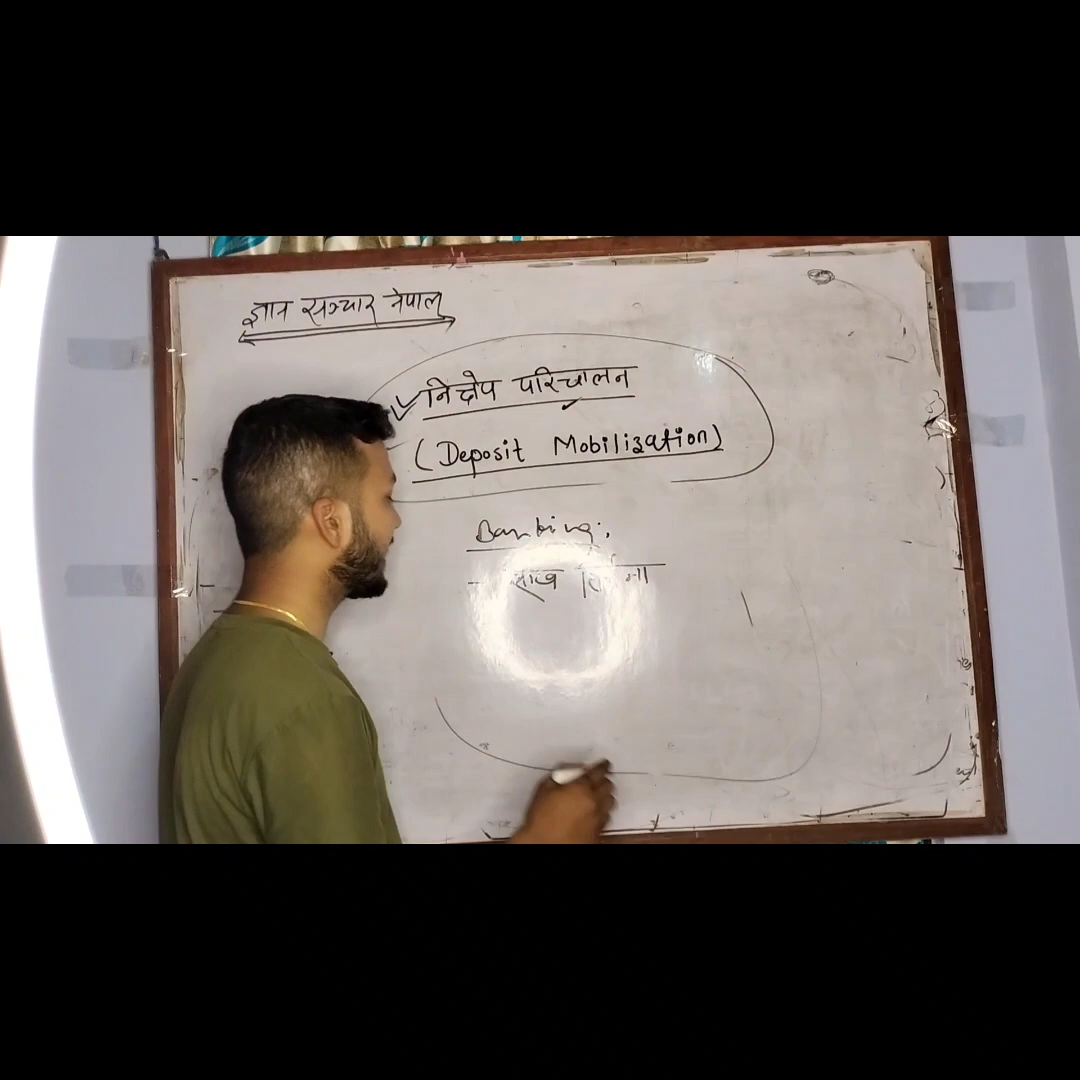 ज्ञान सञ्चार नेपाल
निक्षेप परिचालन
(Deposit Mobilization)
Banking:
- साख